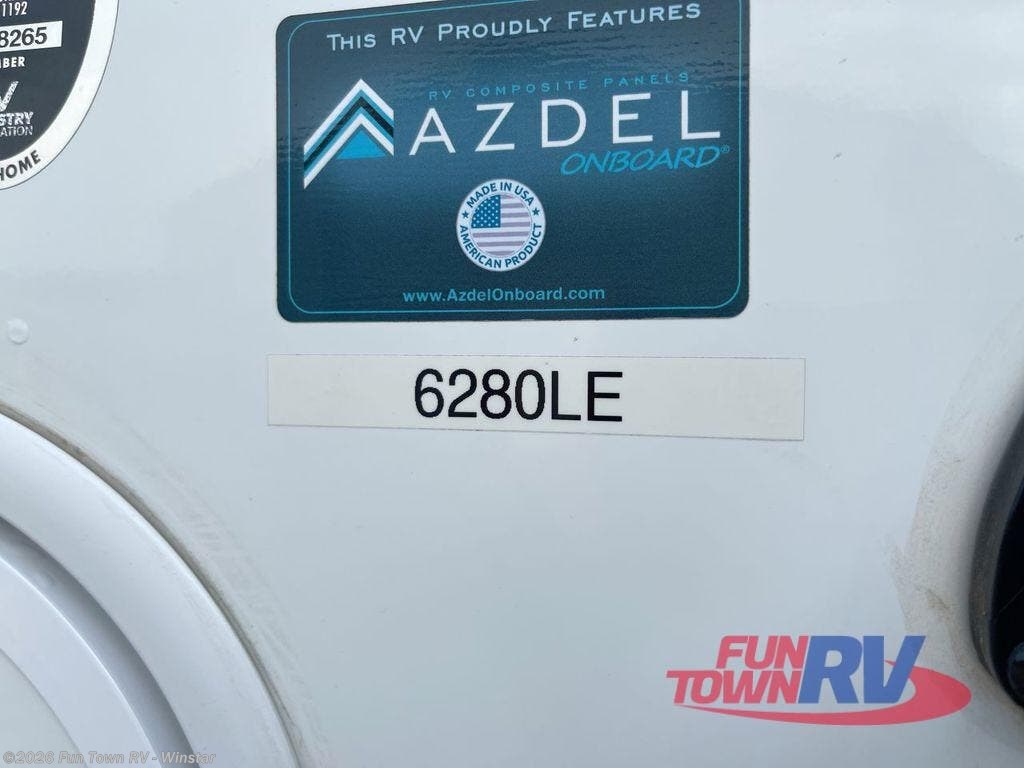 1192
8265
BER
STRY
ATION
HOME
THIS RV PROUDLY FEATURES
RV COMPOSITE PANELS
AZDEL
ONBOARD®
MADE IN USA
AMERICAN PRODUCT
www.AzdelOnboard.com
6280LE
FUN TOWN RV
©2026 Fun Town RV - Winstar